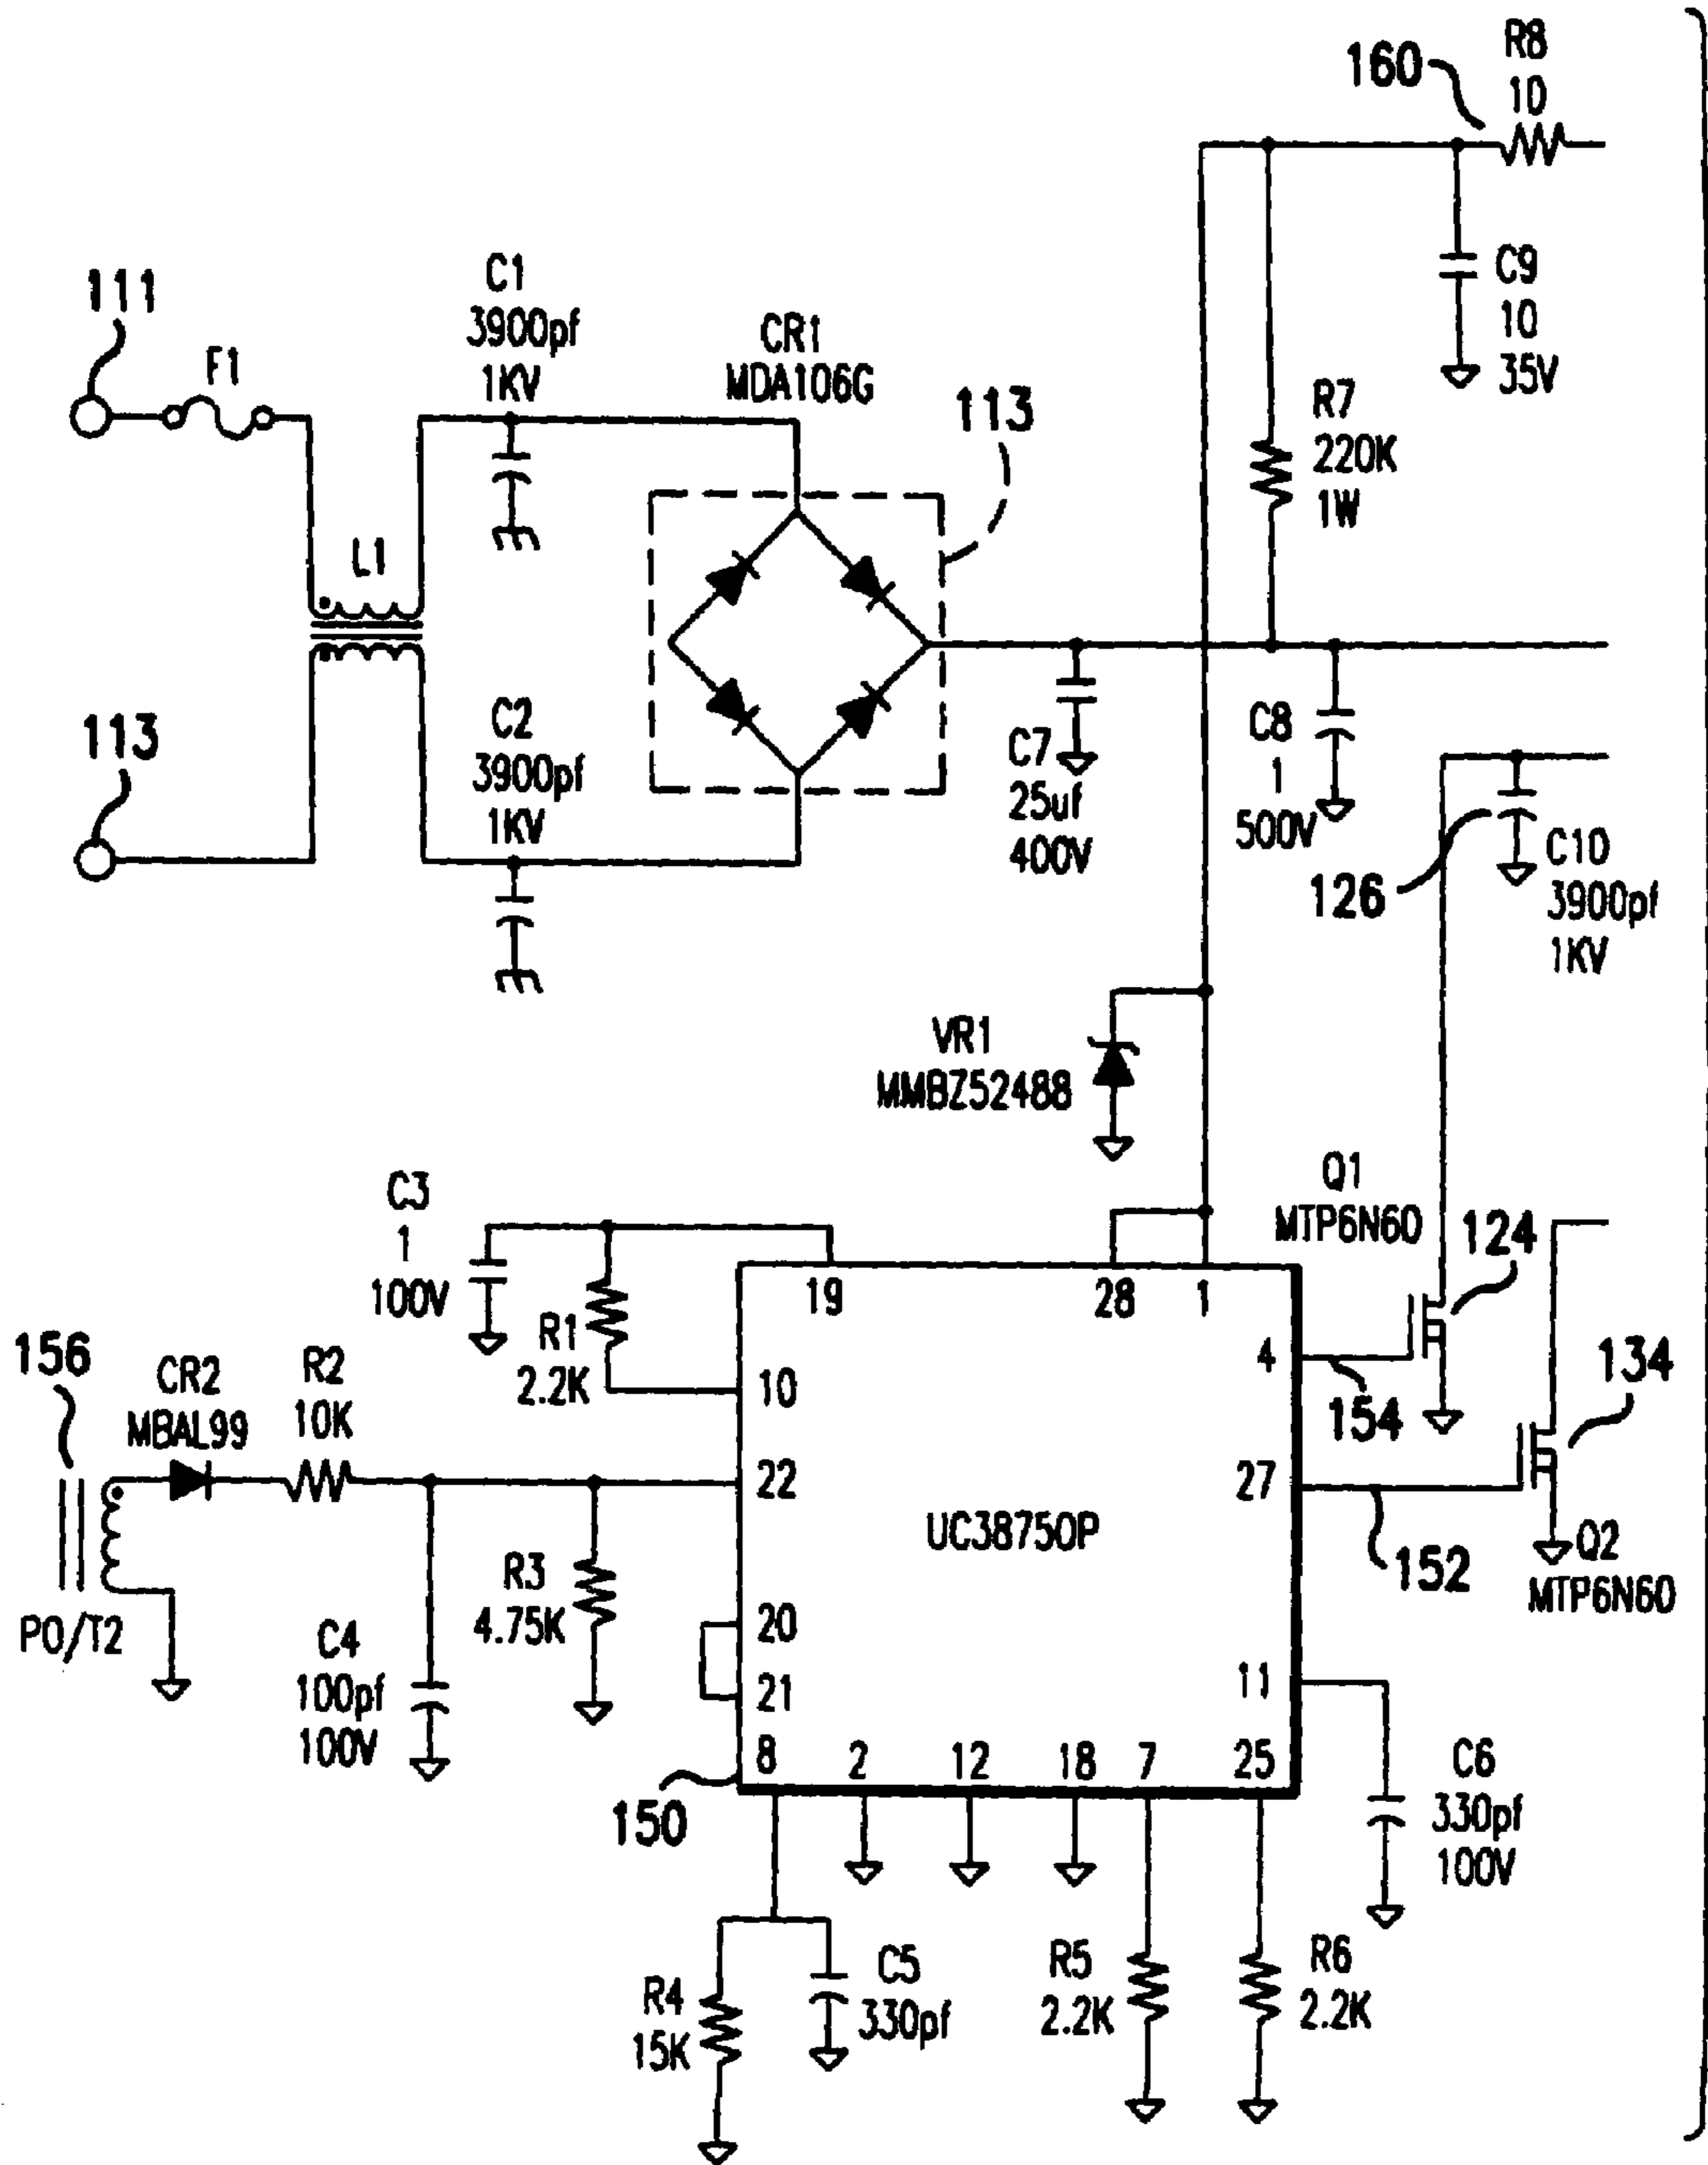 R8
10
160
C9
10
35V
111
F1
C1
3900pf
1KV
CR1
MDA106G
113
R7
220K
1W
L1
113
C2
3900pf
1KV
C7
25uf
400V
C8
1
500V
126
C10
3900pf
1KV
VR1
MMBZ52488
C3
1
100V
Q1
MTP6N60
124
19
28
1
R1
2.2K
4
154
134
156
CR2
MBAL99
R2
10K
10
22
27
152
UC38750P
Q2
MTP6N60
R3
4.75K
PO/T2
C4
100pf
100V
20
21
11
8
2
12
18
7
25
150
C6
330pf
100V
R4
15K
C5
330pf
R5
2.2K
R6
2.2K